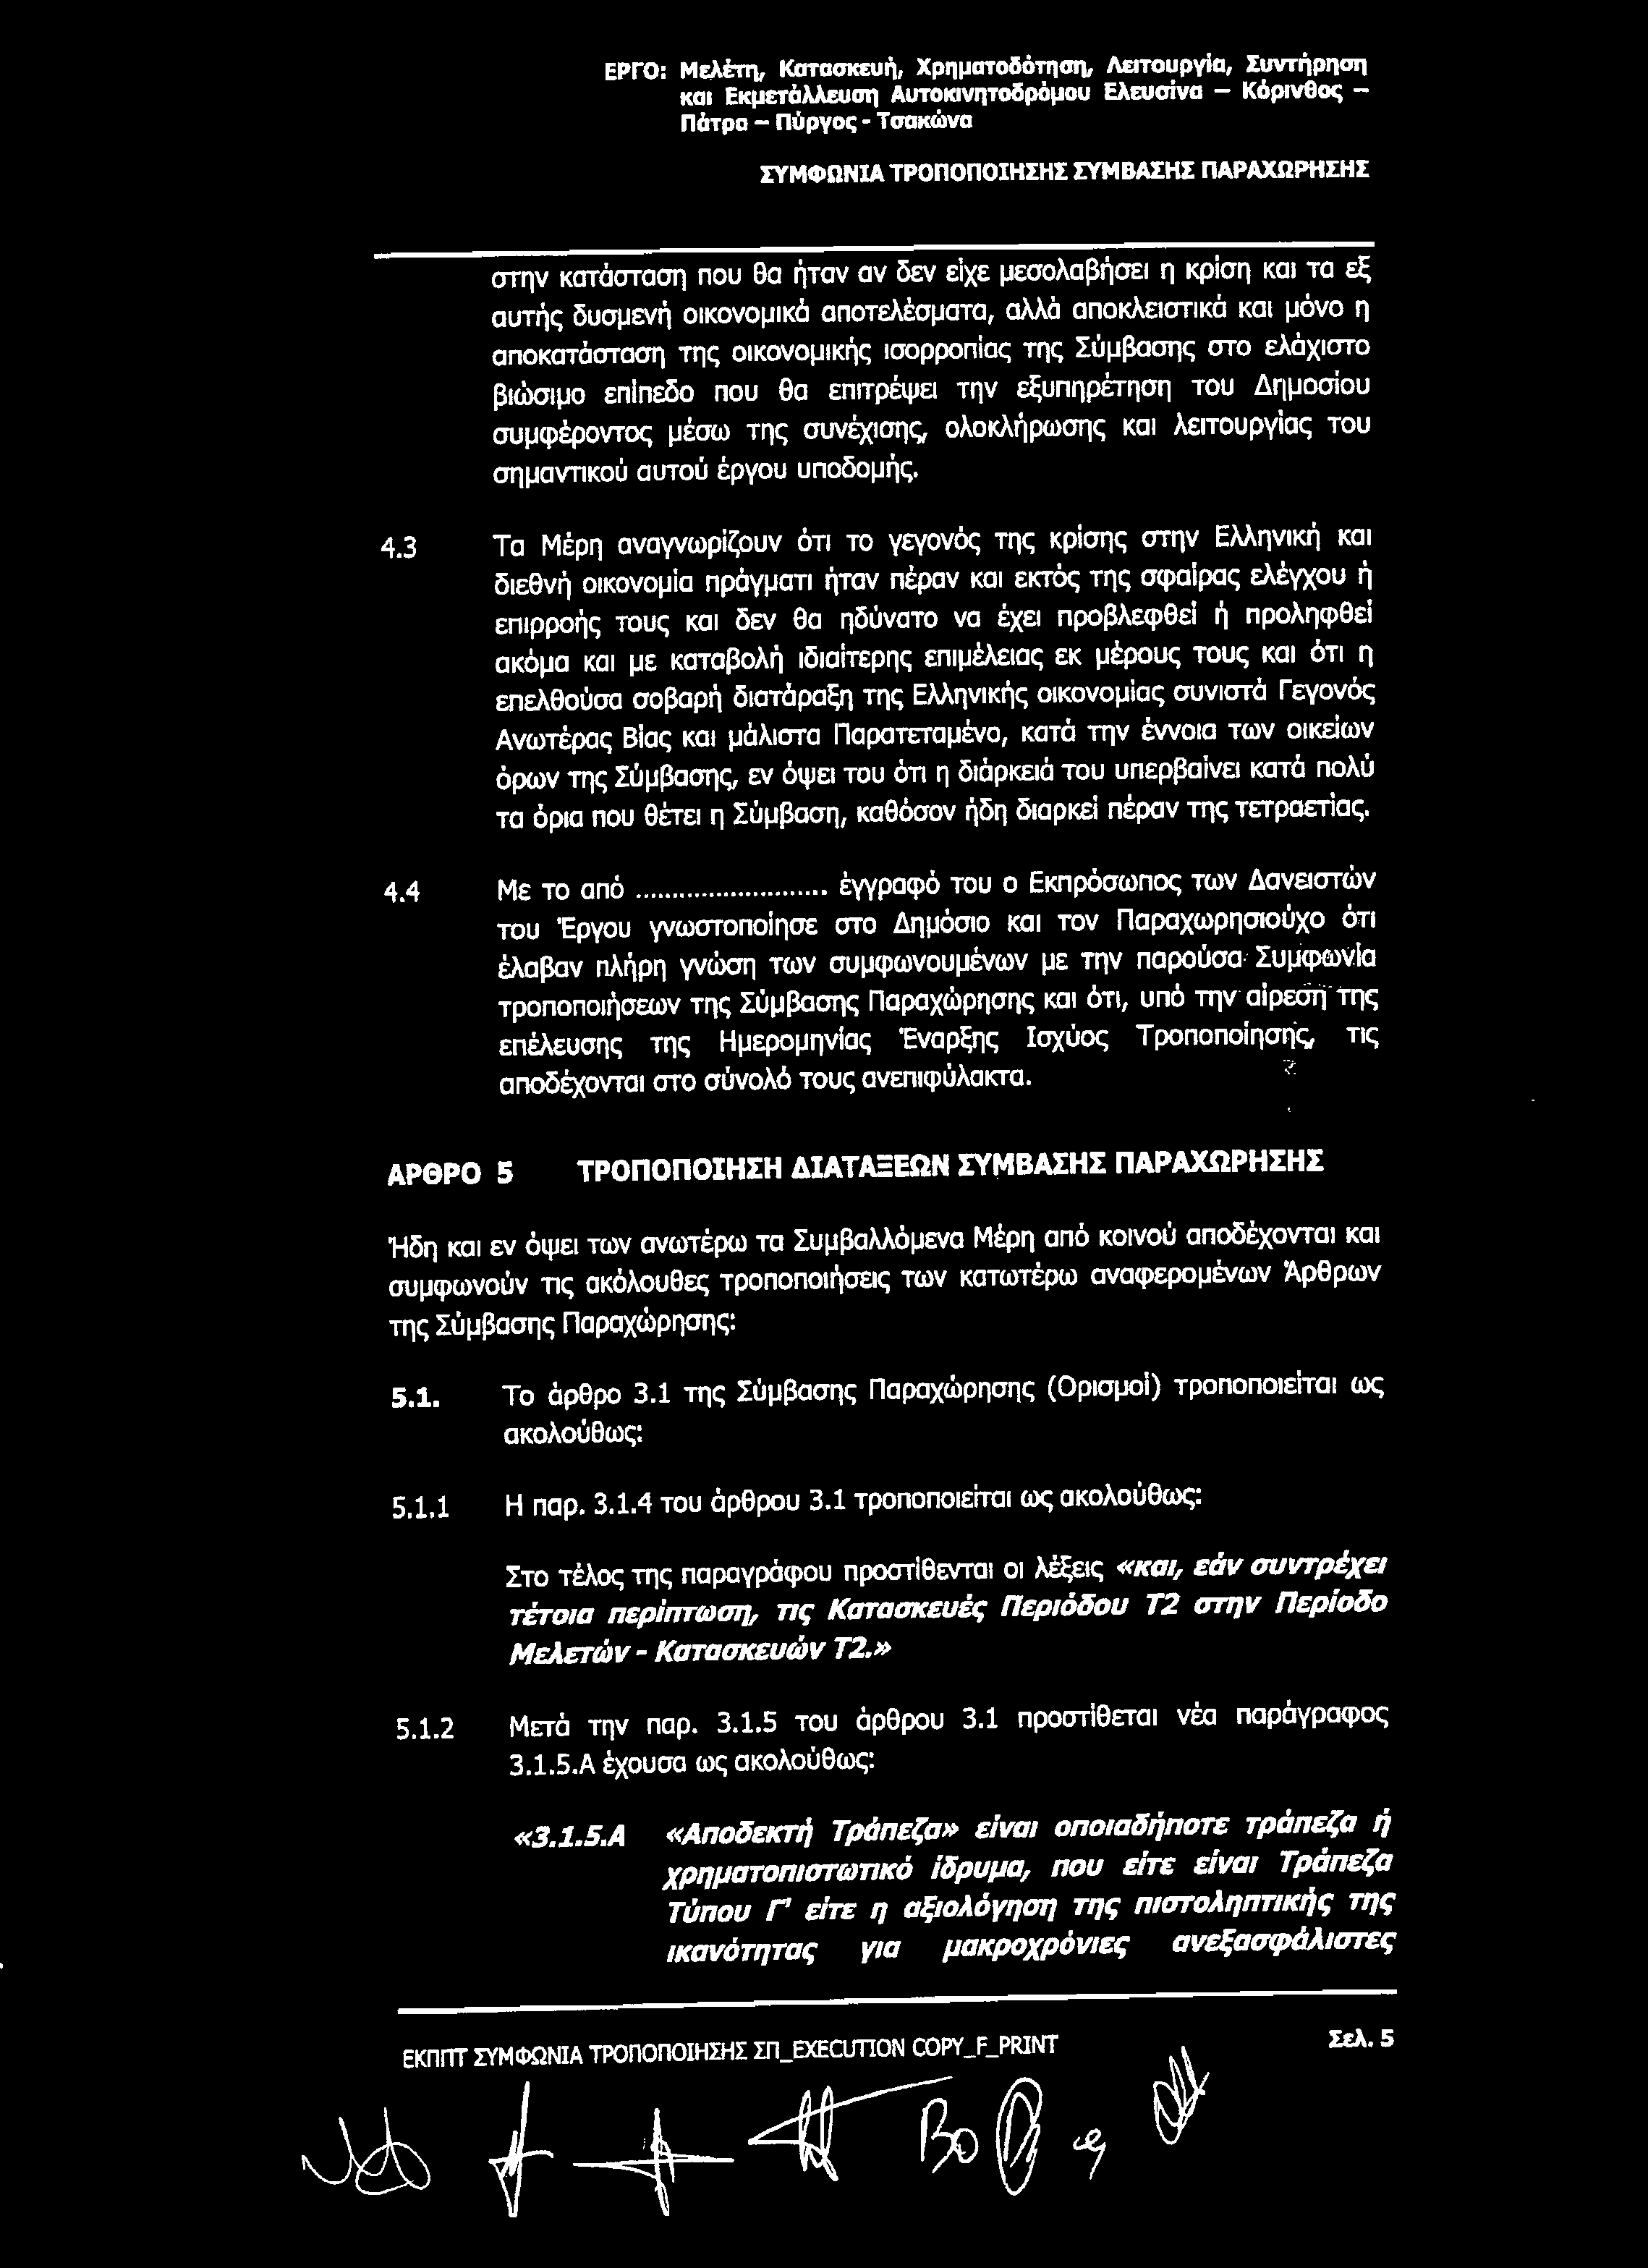 ΕΡΓΟ: Μελέτη, Κατασκευή, Χρηματοδότηση, Λειτουργία, Συντήρηση
και Εκμετάλλευση Αυτοκινητοδρόμου Ελευσίνα – Κόρινθος –
Πάτρα – Πύργος - Τσακώνα
ΣΥΜΦΩΝΙΑ ΤΡΟΠΟΠΟΙΗΣΗΣ ΣΥΜΒΑΣΗΣ ΠΑΡΑΧΩΡΗΣΗΣ
στην κατάσταση που θα ήταν αν δεν είχε μεσολαβήσει η κρίση και τα εξ
αυτής δυσμενή οικονομικά αποτελέσματα, αλλά αποκλειστικά και μόνο η
αποκατάσταση της οικονομικής ισορροπίας της Σύμβασης στο ελάχιστο
βιώσιμο επίπεδο που θα επιτρέψει την εξυπηρέτηση του Δημοσίου
συμφέροντος μέσω της συνέχισης, ολοκλήρωσης και λειτουργίας του
σημαντικού αυτού έργου υποδομής.
4.3 Τα Μέρη αναγνωρίζουν ότι το γεγονός της κρίσης στην Ελληνική και
διεθνή οικονομία πράγματι ήταν πέραν και εκτός της σφαίρας ελέγχου ή
επιρροής τους και δεν θα ηδύνατο να έχει προβλεφθεί ή προληφθεί
ακόμα και με καταβολή ιδιαίτερης επιμέλειας εκ μέρους τους και ότι η
επελθούσα σοβαρή διατάραξη της Ελληνικής οικονομίας συνιστά Γεγονός
Ανωτέρας Βίας και μάλιστα Παρατεταμένο, κατά την έννοια των οικείων
όρων της Σύμβασης, εν όψει του ότι η διάρκειά του υπερβαίνει κατά πολύ
τα όρια που θέτει η Σύμβαση, καθόσον ήδη διαρκεί πέραν της τετραετίας.
4.4 Με το από ........................... έγγραφό του ο Εκπρόσωπος των Δανειστών
του Έργου γνωστοποίησε στο Δημόσιο και τον Παραχωρησιούχο ότι
έλαβαν πλήρη γνώση των συμφωνουμένων με την παρούσα Συμφωνία
τροποποιήσεων της Σύμβασης Παραχώρησης και ότι, υπό την αίρεση της
επέλευσης της Ημερομηνίας Έναρξης Ισχύος Τροποποίησης, τις
αποδέχονται στο σύνολό τους ανεπιφύλακτα.
ΑΡΘΡΟ 5 ΤΡΟΠΟΠΟΙΗΣΗ ΔΙΑΤΑΞΕΩΝ ΣΥΜΒΑΣΗΣ ΠΑΡΑΧΩΡΗΣΗΣ
Ήδη και εν όψει των ανωτέρω τα Συμβαλλόμενα Μέρη από κοινού αποδέχονται και
συμφωνούν τις ακόλουθες τροποποιήσεις των κατωτέρω αναφερομένων Άρθρων
της Σύμβασης Παραχώρησης:
5.1. Το άρθρο 3.1 της Σύμβασης Παραχώρησης (Ορισμοί) τροποποιείται ως
ακολούθως:
5.1.1 Η παρ. 3.1.4 του άρθρου 3.1 τροποποιείται ως ακολούθως:
Στο τέλος της παραγράφου προστίθενται οι λέξεις «και, εάν συντρέχει
τέτοια περίπτωση, τις Κατασκευές Περιόδου Τ2 στην Περίοδο
Μελετών - Κατασκευών Τ2.»
5.1.2 Μετά την παρ. 3.1.5 του άρθρου 3.1 προστίθεται νέα παράγραφος
3.1.5.Α έχουσα ως ακολούθως:
«3.1.5.Α «Αποδεκτή Τράπεζα» είναι οποιαδήποτε τράπεζα ή
χρηματοπιστωτικό ίδρυμα, που είτε είναι Τράπεζα
Τύπου Γ' είτε η αξιολόγηση της πιστοληπτικής της
ικανότητας για μακροχρόνιες ανεξασφάλιστες
ΕΚΠΠΤ ΣΥΜΦΩΝΙΑ ΤΡΟΠΟΠΟΙΗΣΗΣ ΣΠ_EXECUTION COPY_F_PRINT Σελ. 5